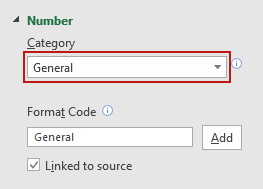 Number
Category
General
Format Code
General
Add
Linked to source